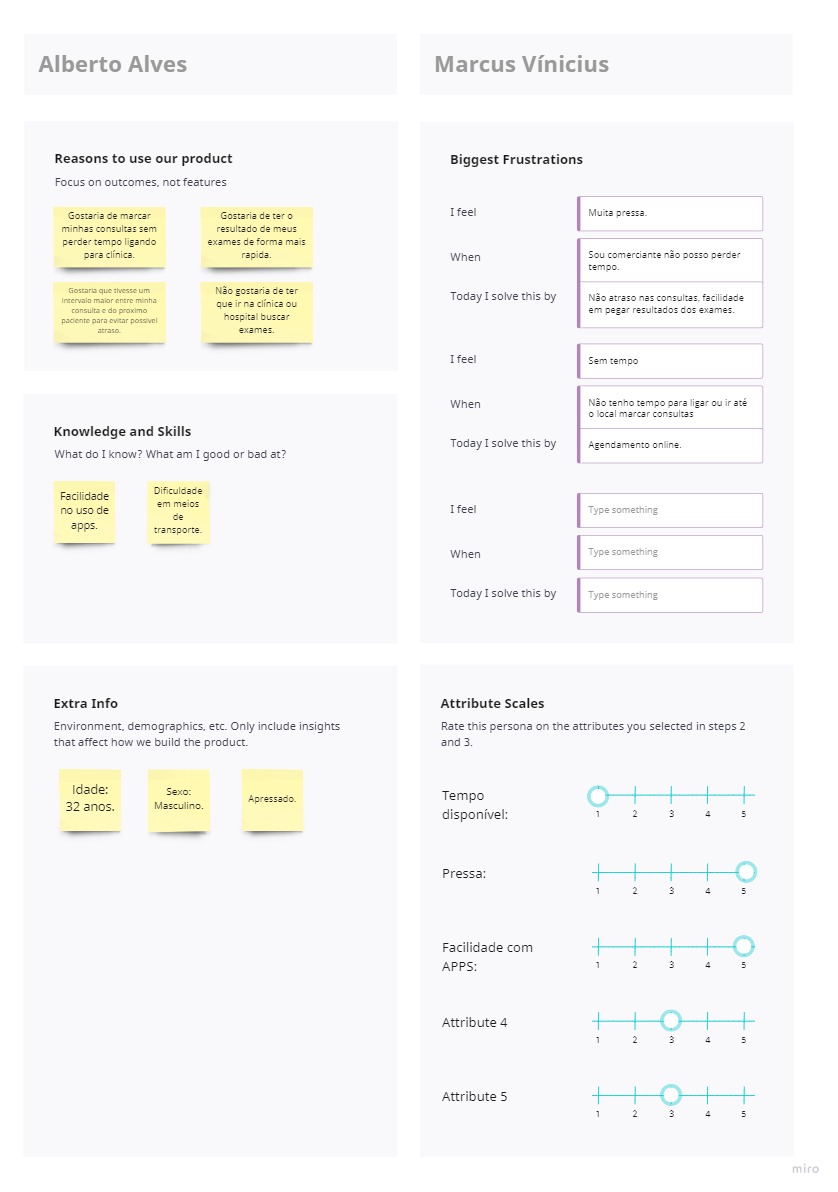 Alberto Alves
Marcus Vínicius
Reasons to use our product
Focus on outcomes, not features
Gostaria de marcar
minhas consultas sem
perder tempo ligando
para clínica.
Gostaria de ter o
resultado de meus
exames de forma mais
rapida.
Gostaria que tivesse um
intervalo maior entre minha
consulta e do proximo
paciente para evitar possivel
atraso.
Não gostaria de ter
que ir na clínica ou
hospital buscar
exames.
Knowledge and Skills
What do I know? What am I good or bad at?
Facilidade
no uso de
apps.
Dificuldade
em meios
de
transporte.
Extra Info
Environment, demographics, etc. Only include insights
that affect how we build the product.
Idade:
32 anos.
Sexo:
Masculino.
Apressado.
Biggest Frustrations
I feel
Muita pressa.
When
Sou comerciante não posso perder
tempo.
Today I solve this by
Não atraso nas consultas, facilidade
em pegar resultados dos exames.
I feel
Sem tempo
When
Não tenho tempo para ligar ou ir até
o local marcar consultas
Today I solve this by
Agendamento online.
I feel
Type something
When
Type something
Today I solve this by
Type something
Attribute Scales
Rate this persona on the attributes you selected in steps 2
and 3.
Tempo
disponível:
1 2 3 4 5
Pressa:
1 2 3 4 5
Facilidade com
APPS:
1 2 3 4 5
Attribute 4
1 2 3 4 5
Attribute 5
1 2 3 4 5
miro